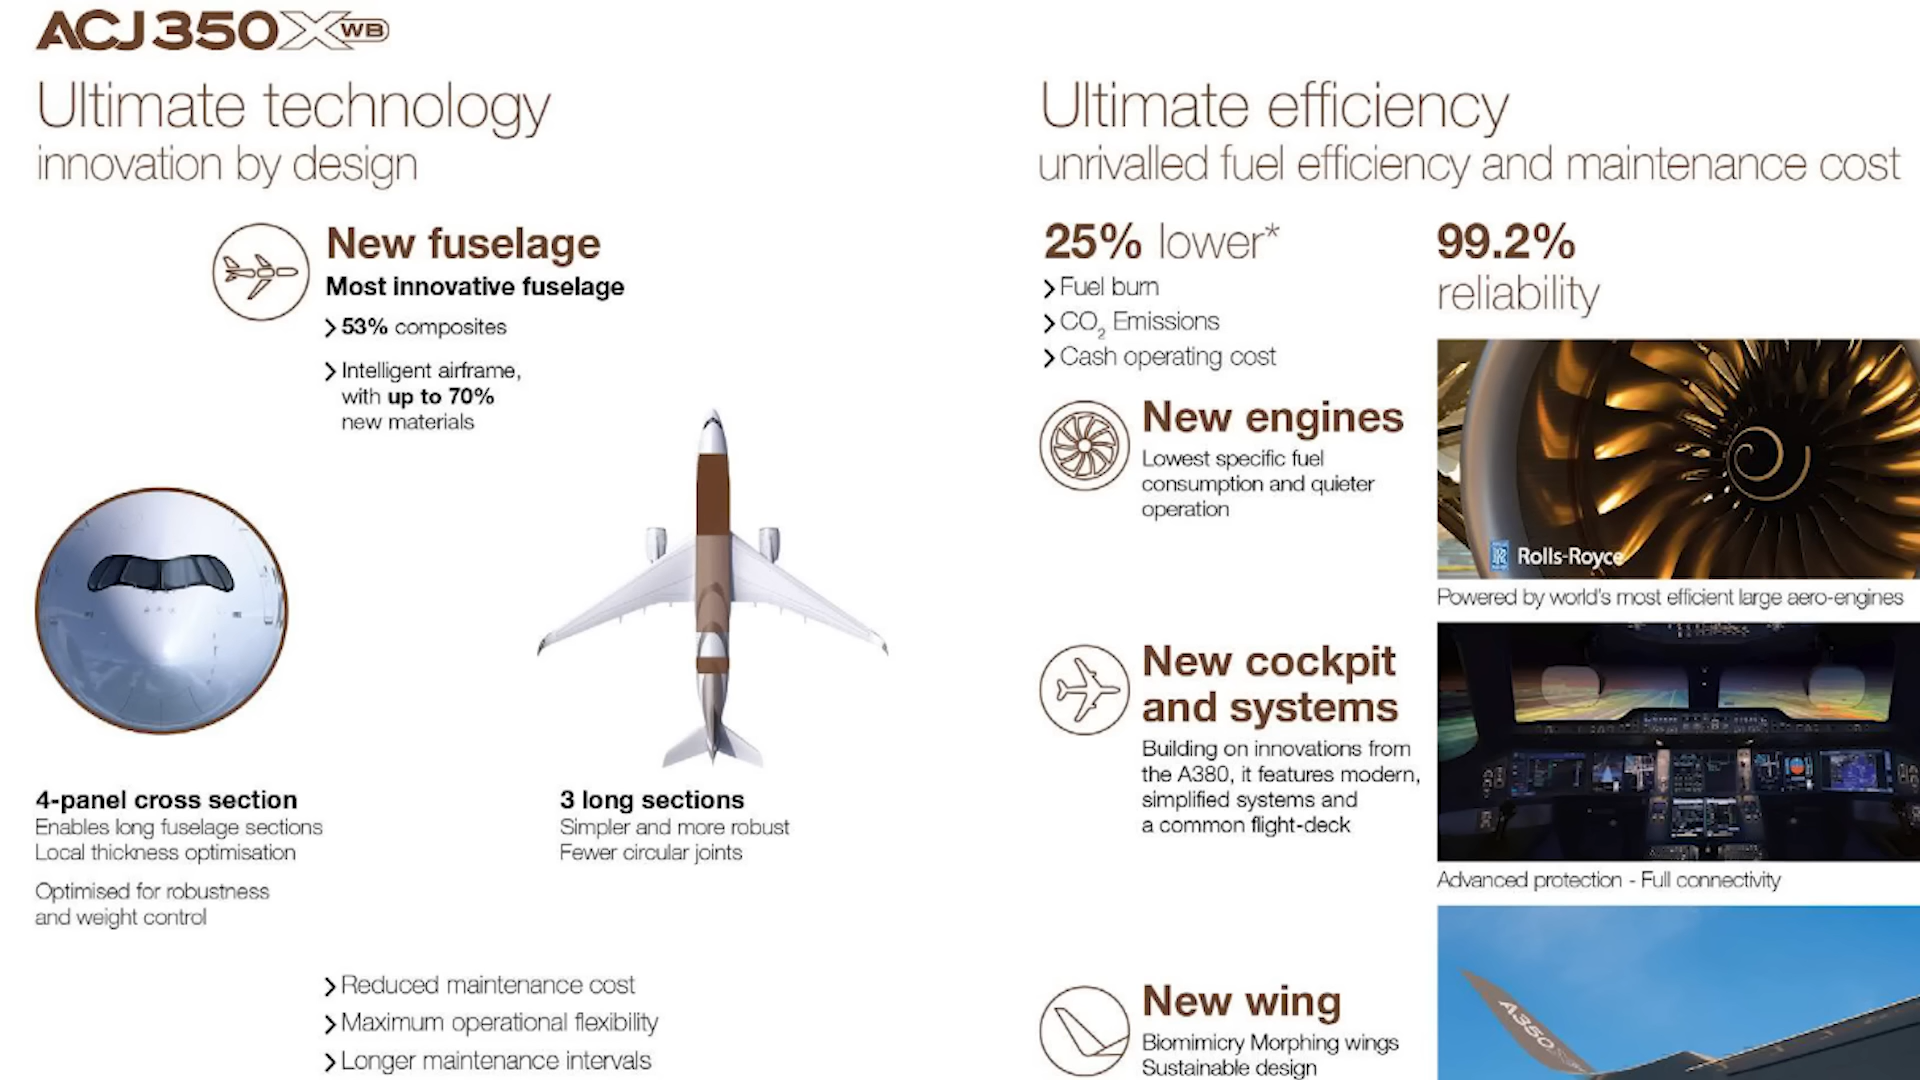 ACJ350XWB
Ultimate technology
innovation by design
New fuselage
Most innovative fuselage
53% composites
Intelligent airframe,
with up to 70%
new materials
4-panel cross section
Enables long fuselage sections
Local thickness optimisation
Optimised for robustness
and weight control
3 long sections
Simpler and more robust
Fewer circular joints
Reduced maintenance cost
Maximum operational flexibility
Longer maintenance intervals
Ultimate efficiency
unrivalled fuel efficiency and maintenance cost
25% lower*
Fuel burn
CO2 Emissions
Cash operating cost
99.2%
reliability
New engines
Lowest specific fuel
consumption and quieter
operation
Rolls-Royce
Powered by world's most efficient large aero-engines
New cockpit
and systems
Building on innovations from
the A380, it features modern,
simplified systems and
a common flight-deck
Advanced protection - Full connectivity
New wing
Biomimicry Morphing wings
Sustainable design
A350